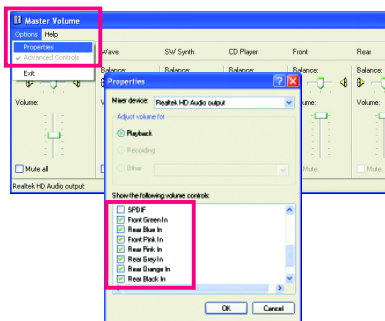 Master Volume
Options Help
Properties
Advanced Controls
Exit
Wave SW Synth CD Player Front Rear
Balance: Balance: Balance: Balance: Balance:
Volume:
Mute all
Mute Mute
Realtek HD Audio output
Properties
Mixer device: Realtek HD Audio output
Adjust volume for
Playback
Recording
Other
Show the following volume controls:
SPDIF
Front Green In
Rear Blue In
Front Pink In
Rear Pink In
Rear Grey In
Rear Orange In
Rear Black In
OK Cancel